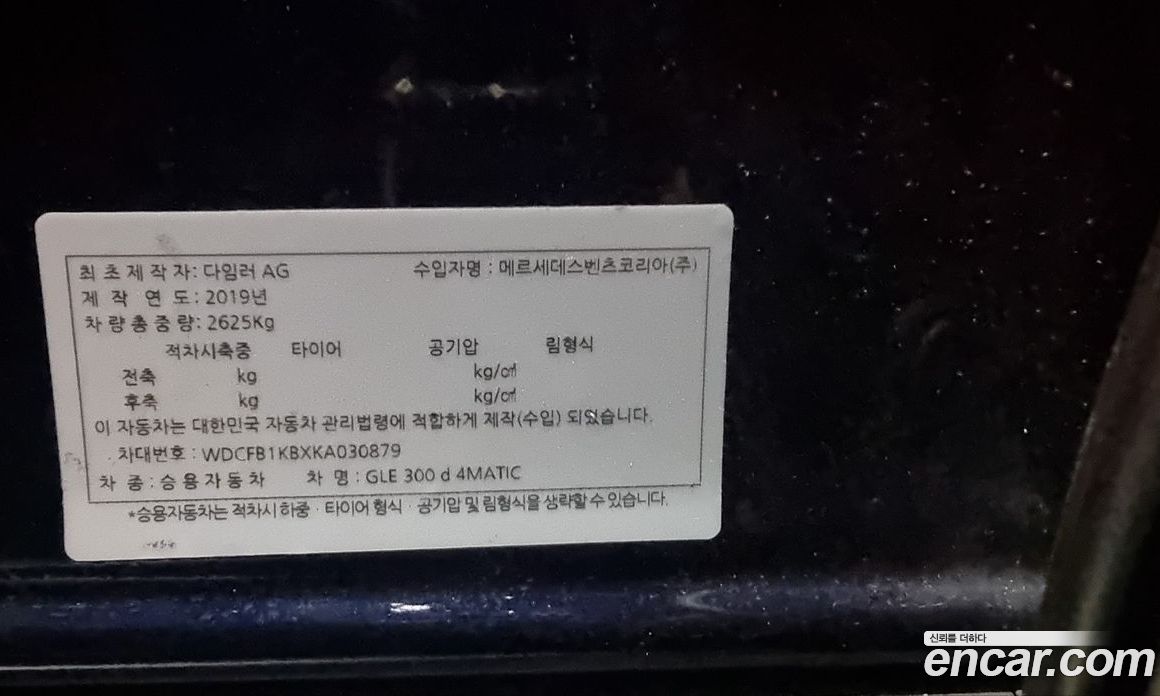 최초제작자: 다임러 AG 수입자명 : 메르세데스벤츠코리아(주)
제 작 연 도 : 2019년
차량총중량: 2625Kg
적차시축중 타이어 공기압 림형식
전축 kg kg/㎠
후축 kg kg/㎠
이 자동차는 대한민국 자동차 관리법령에 적합하게 제작(수입) 되었습니다.
차대번호 : WDCFB1KBXKA030879
차 종 : 승용자동차 차 명 : GLE 300 d 4MATIC
*승용자동차는 적차시 하중 · 타이어 형식 · 공기압 및 림형식을 생략할 수 있습니다.
신뢰를 더하다
encar.com